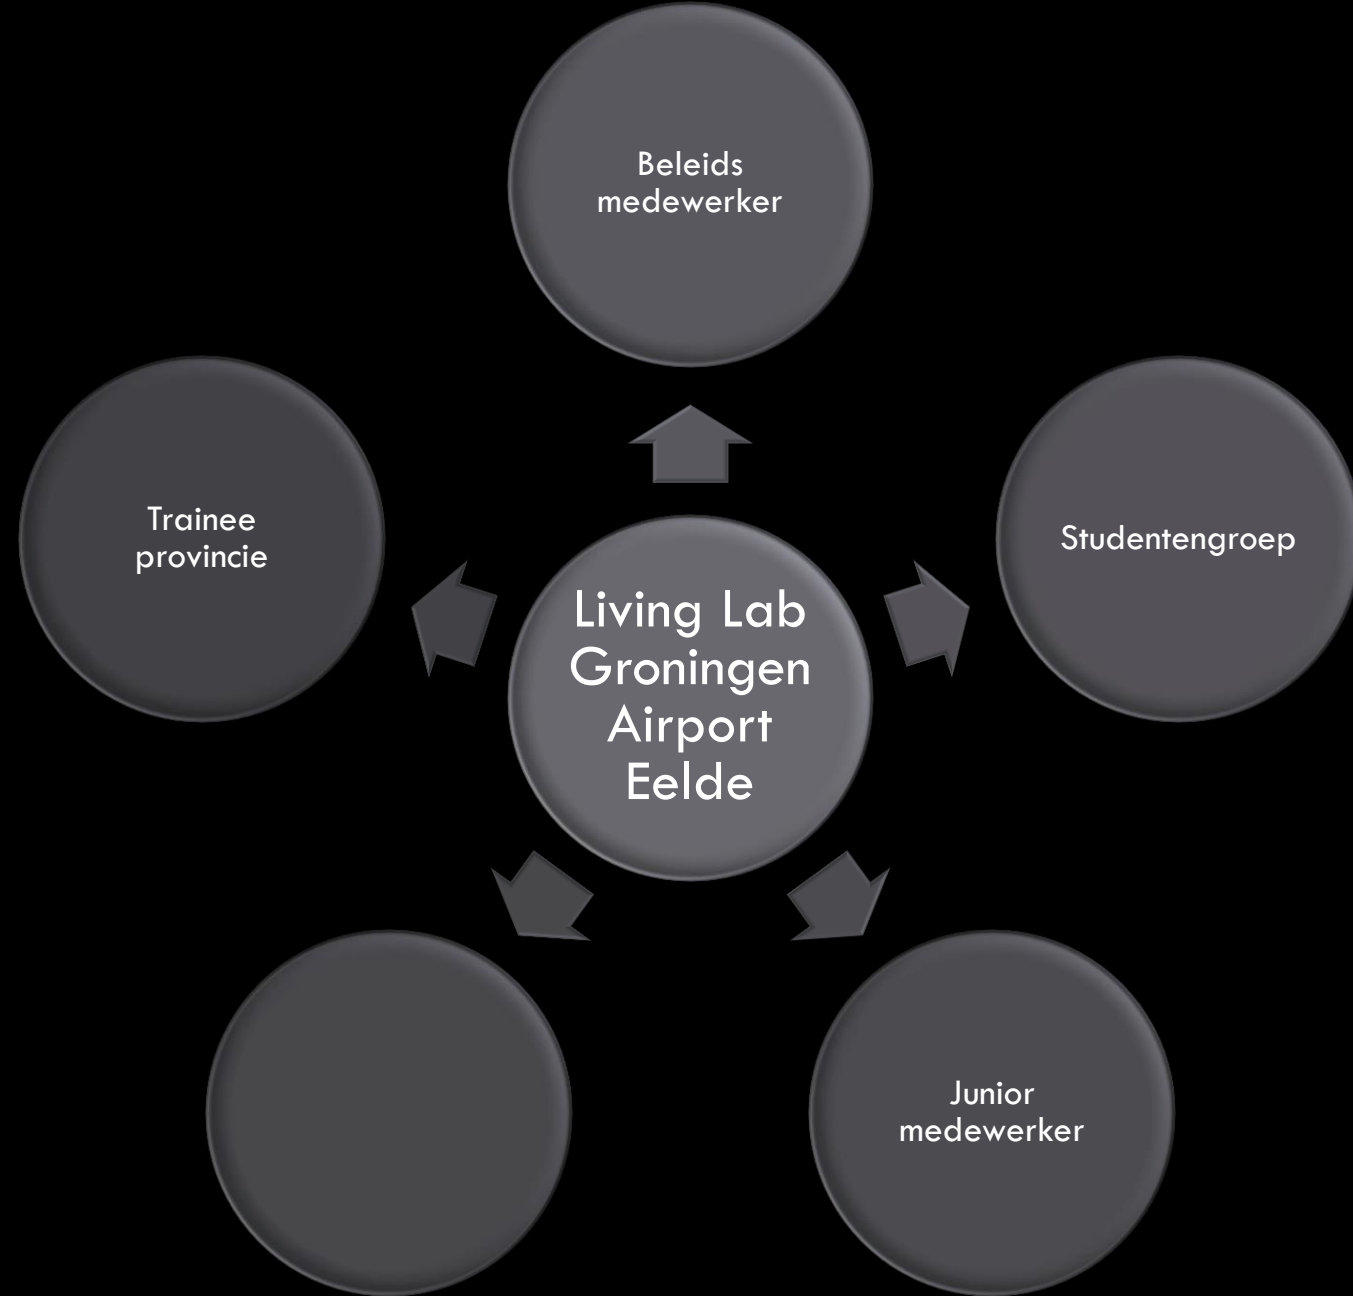 Beleids
medewerker
Studentengroep
Trainee
provincie
Living Lab
Groningen
Airport
Eelde
Junior
medewerker